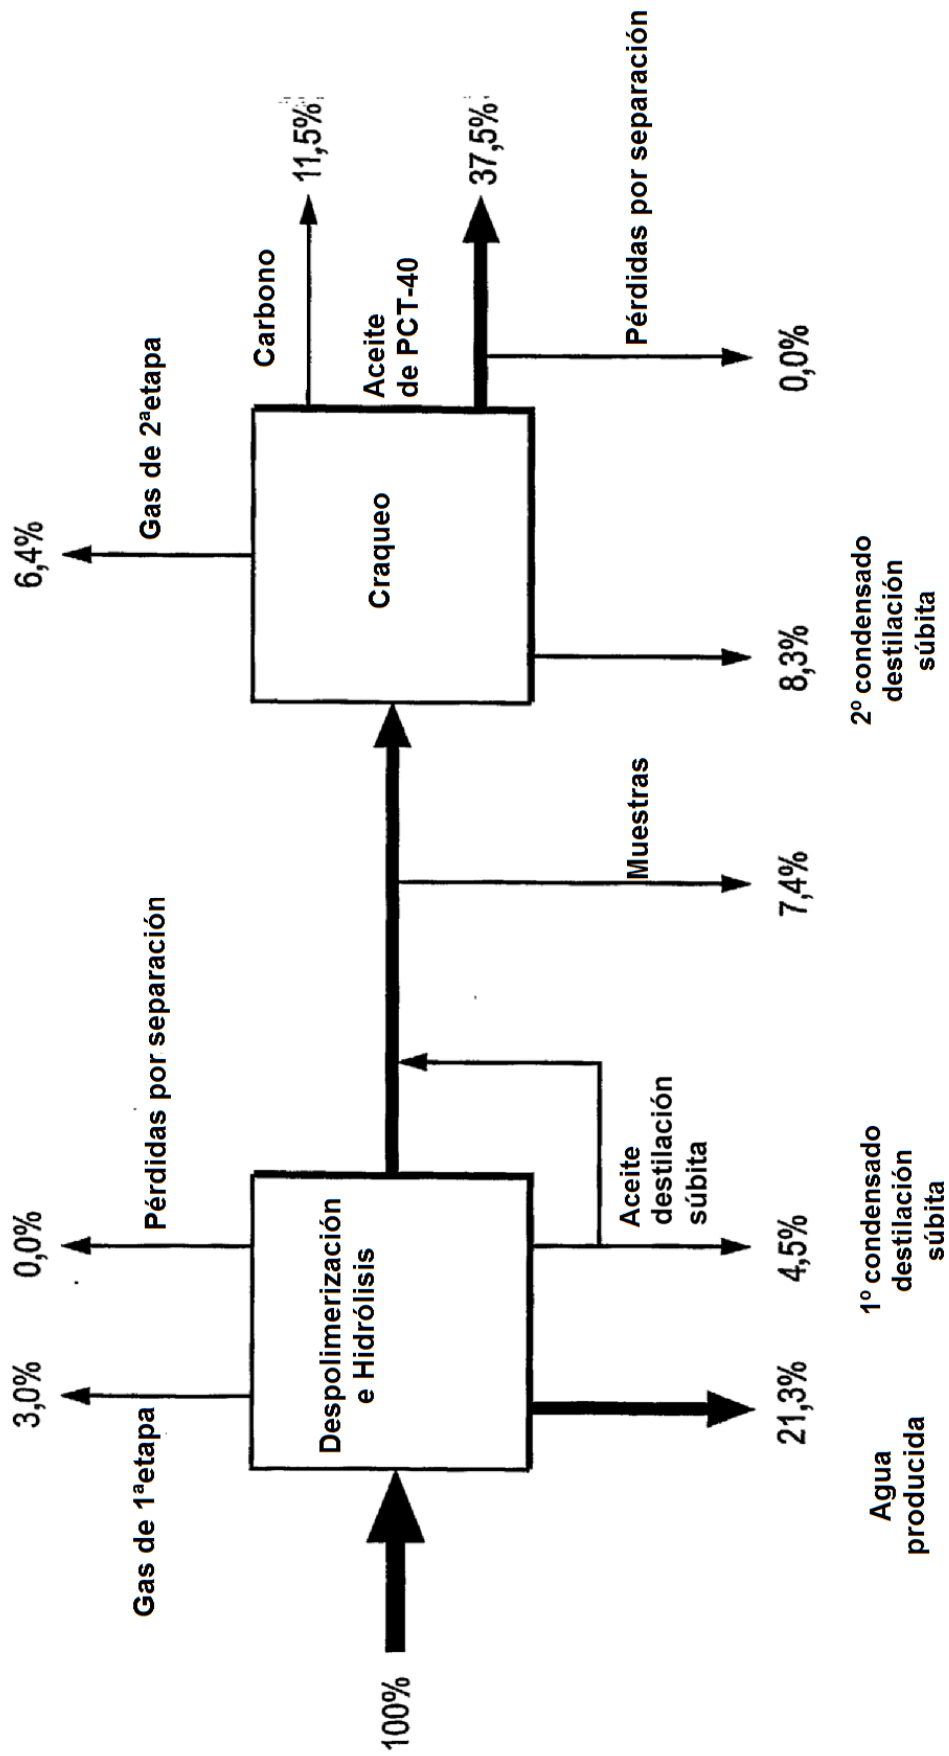 3,0%
0,0%
6,4%
Gas de 1ªetapa
Pérdidas por separación
Gas de 2ªetapa
Carbono
11,5%
Despolimerización
e Hidrólisis
Craqueo
Aceite
de PCT-40
100%
37,5%
Aceite
destilación
súbita
Muestras
Pérdidas por separación
21,3%
4,5%
7,4%
8,3%
0,0%
Agua
producida
1º condensado
destilación
súbita
2º condensado
destilación
súbita